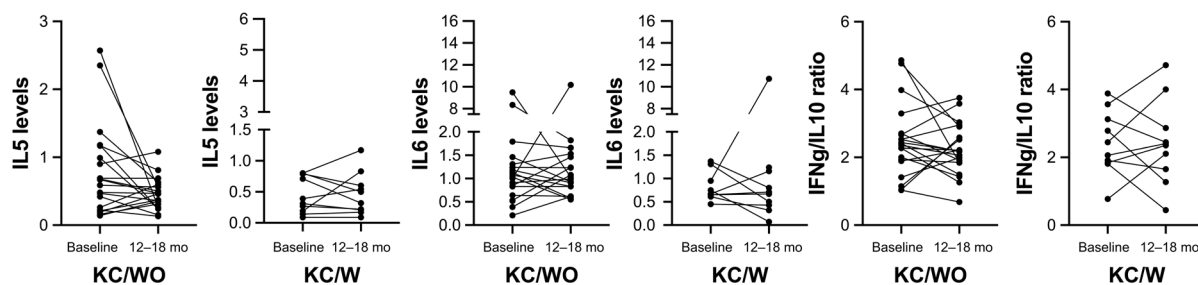 IL5 levels
3
2
1
0
Baseline 12–18 mo
KC/WO
IL5 levels
6
5
4
3
1.5
1.0
0.5
0.0
Baseline 12–18 mo
KC/W
IL6 levels
16
14
12
10
8
2.0
1.5
1.0
0.5
0.0
Baseline 12–18 mo
KC/WO
IL6 levels
16
14
12
10
8
2.0
1.5
1.0
0.5
0.0
Baseline 12–18 mo
KC/W
IFNg/IL10 ratio
6
4
2
0
Baseline 12–18 mo
KC/WO
IFNg/IL10 ratio
6
4
2
0
Baseline 12–18 mo
KC/W